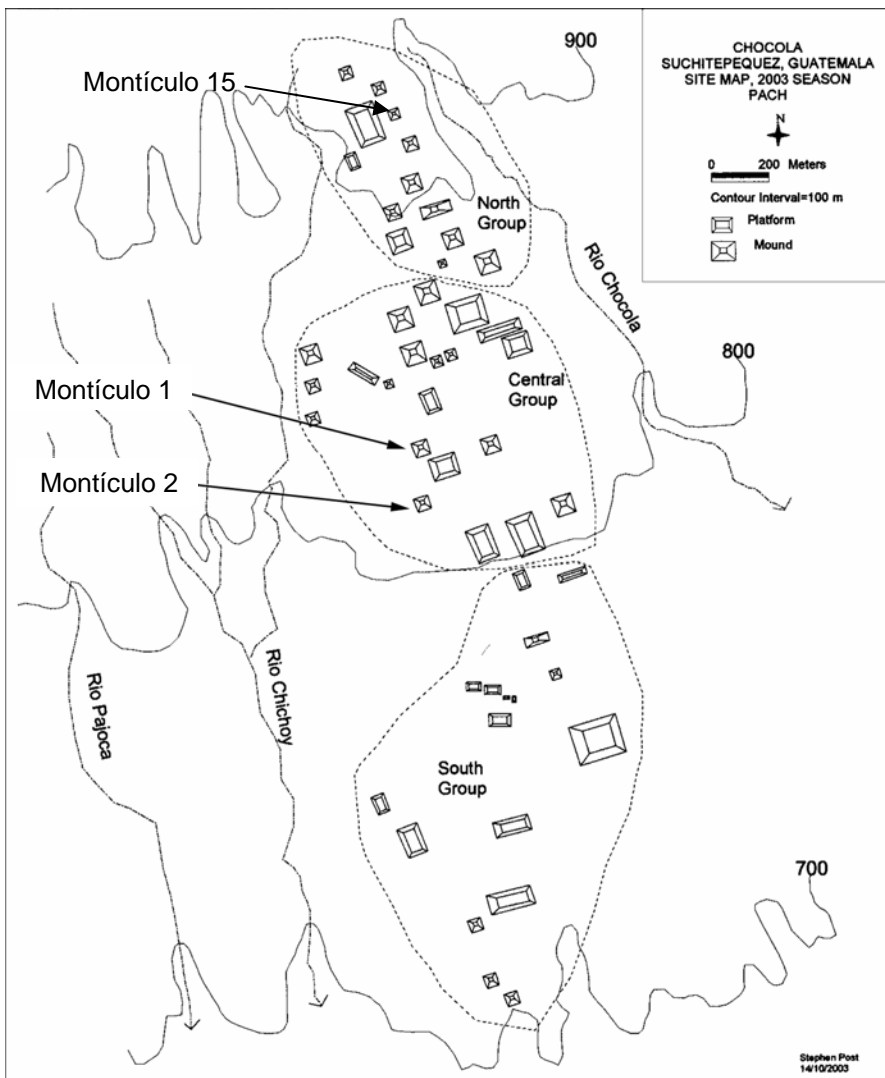 CHOCOLA
SUCHITEPEQUEZ, GUATEMALA
SITE MAP, 2003 SEASON
PACH
N
0 200 Meters
Contour Interval=100 m
Platform
Mound
900
Montículo 15
North
Group
Rio Chocola
800
Montículo 1
Central
Group
Montículo 2
Rio Pajoca
Rio Chichoy
South
Group
700
Stephen Post
14/10/2003